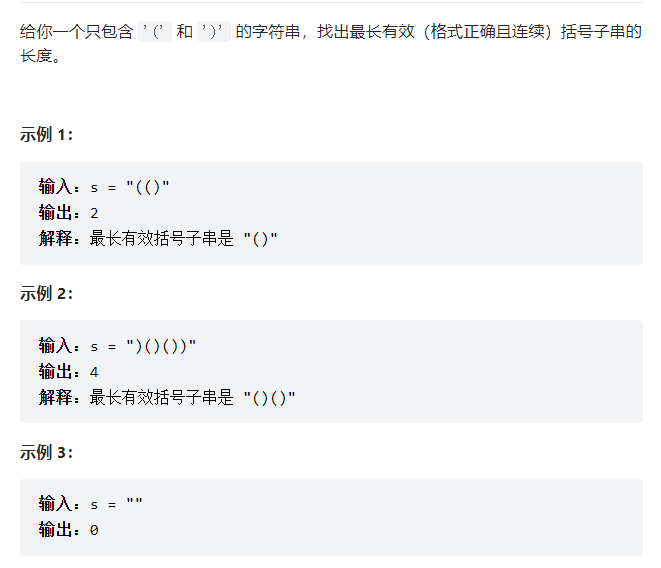 给你一个只包含 '(' 和 ')' 的字符串，找出最长有效（格式正确且连续）括号子串的
长度。
示例 1：
输入：s = "(()"
输出：2
解释：最长有效括号子串是 "()"
示例 2：
输入：s = ")()())"
输出：4
解释：最长有效括号子串是 "()()"
示例 3：
输入：s = ""
输出：0